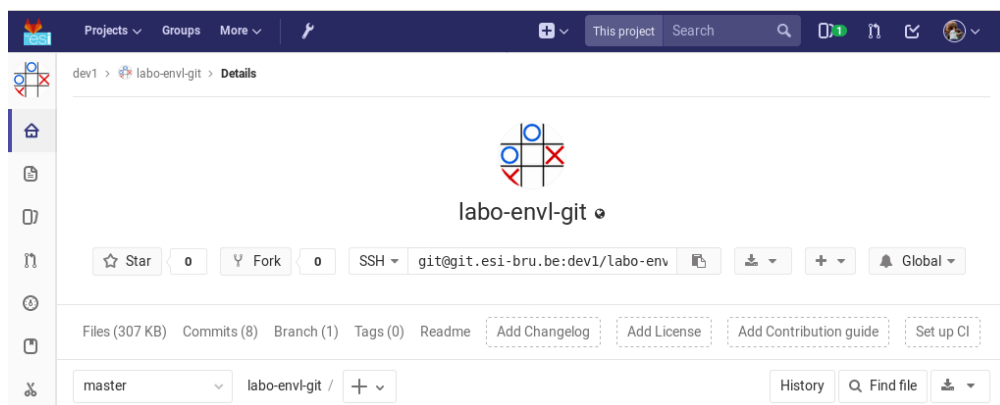 Projects Groups More This project Search 1
esi
dev1 > labo-envl-git > Details
labo-envl-git
Star 0 Fork 0 SSH git@git.esi-bru.be:dev1/labo-env Global
Files (307 KB) Commits (8) Branch (1) Tags (0) Readme Add Changelog Add License Add Contribution guide Set up CI
master labo-envl-git / + History Find file